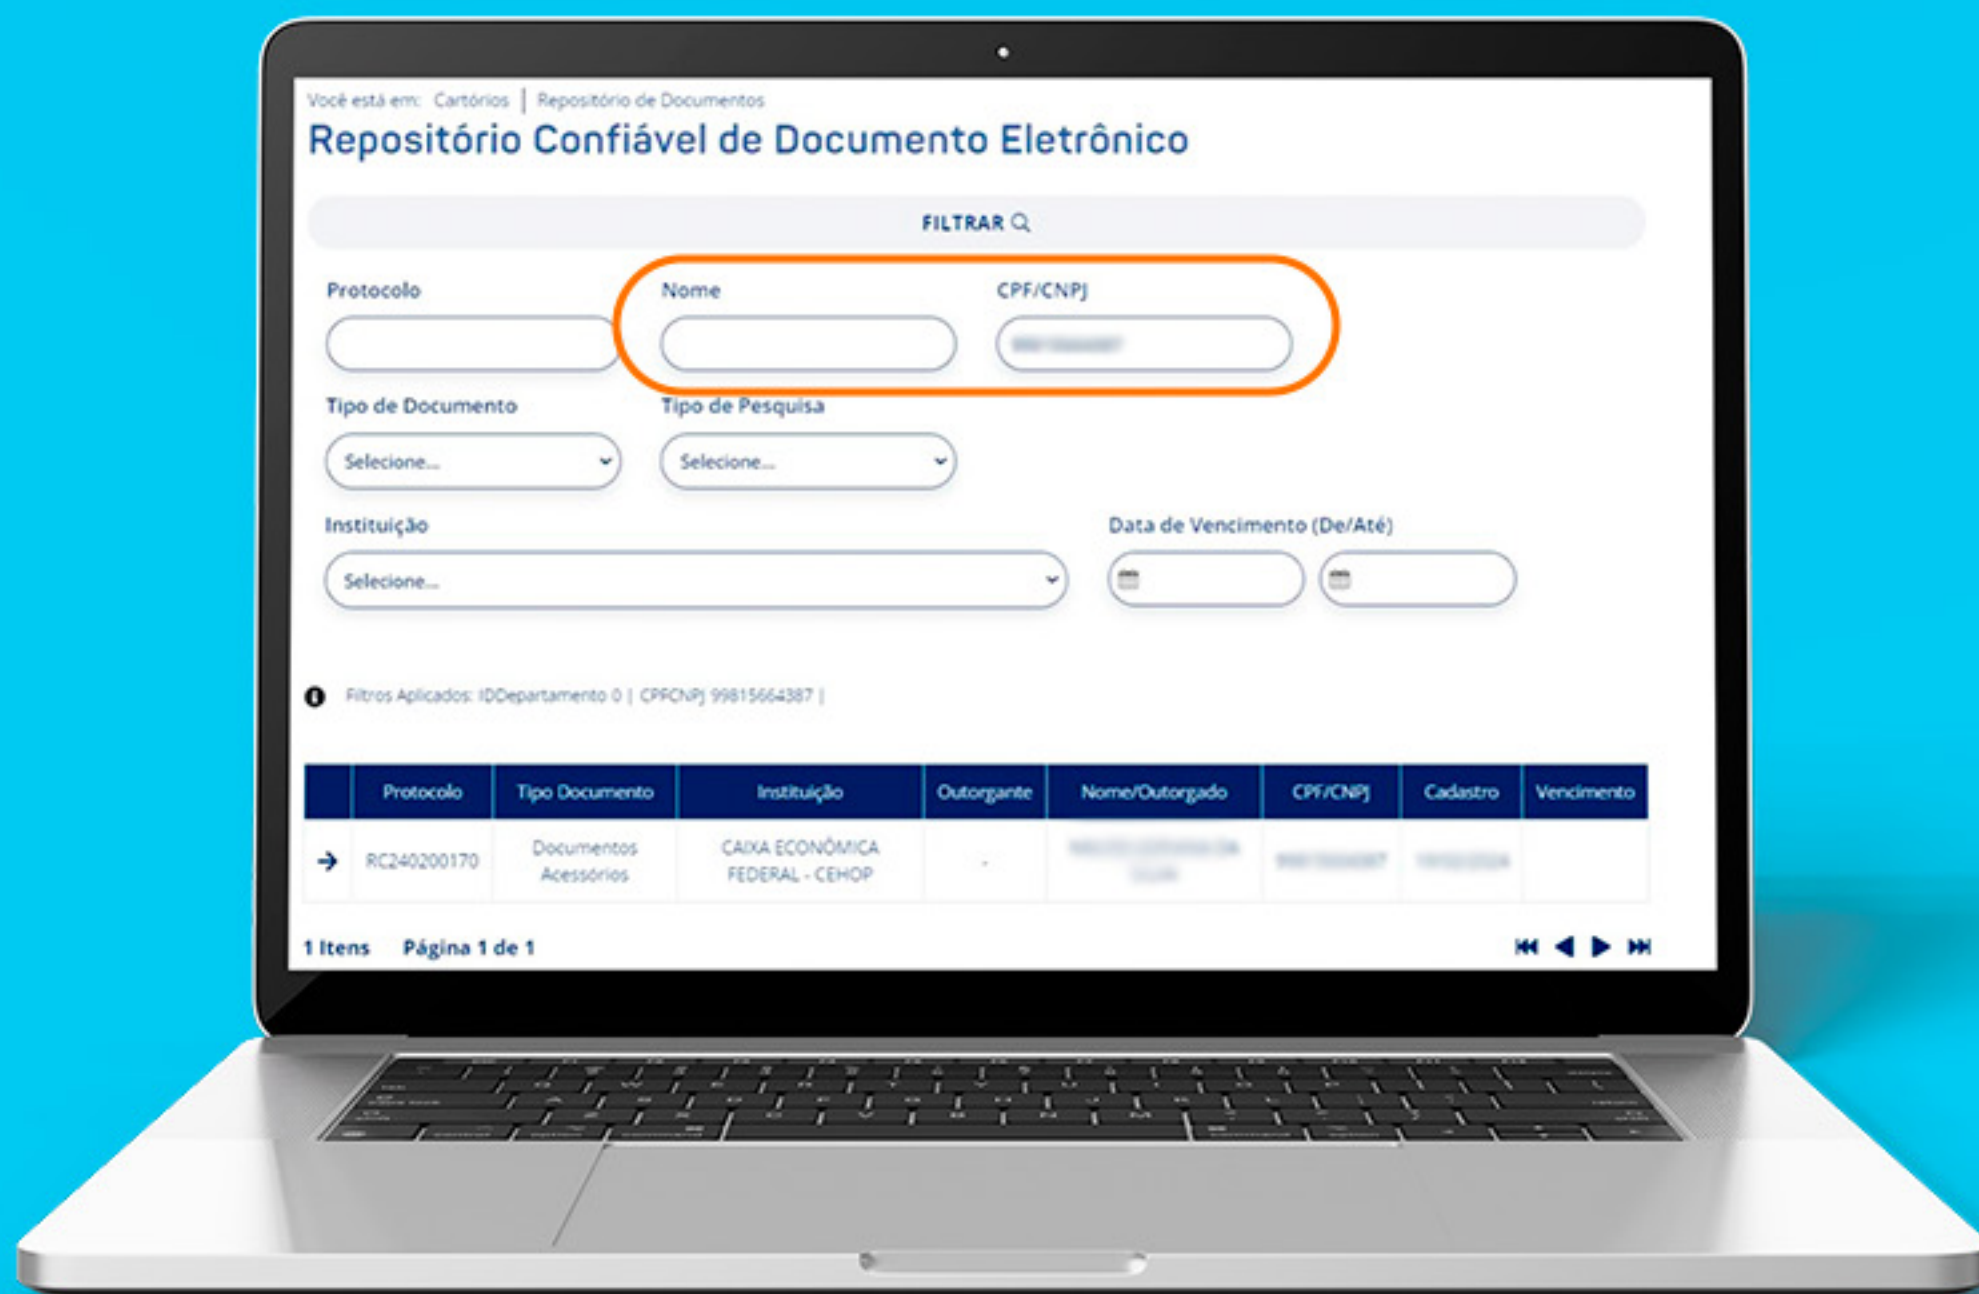 Você está em: Cartórios | Repositório de Documentos
Repositório Confiável de Documento Eletrônico
FILTRAR
Protocolo Nome CPF/CNPJ
Tipo de Documento Tipo de Pesquisa
Selecione... Selecione...
Instituição Data de Vencimento (De/Até)
Selecione...
Filtros Aplicados: IDDepartamento 0 | CPFCNPJ 99815664387 |
Protocolo Tipo Documento Instituição Outorgante Nome/Outorgado CPF/CNPJ Cadastro Vencimento
RC240200170 Documentos Acessórios CAIXA ECONÔMICA FEDERAL - CEHOP -
1 Itens Página 1 de 1